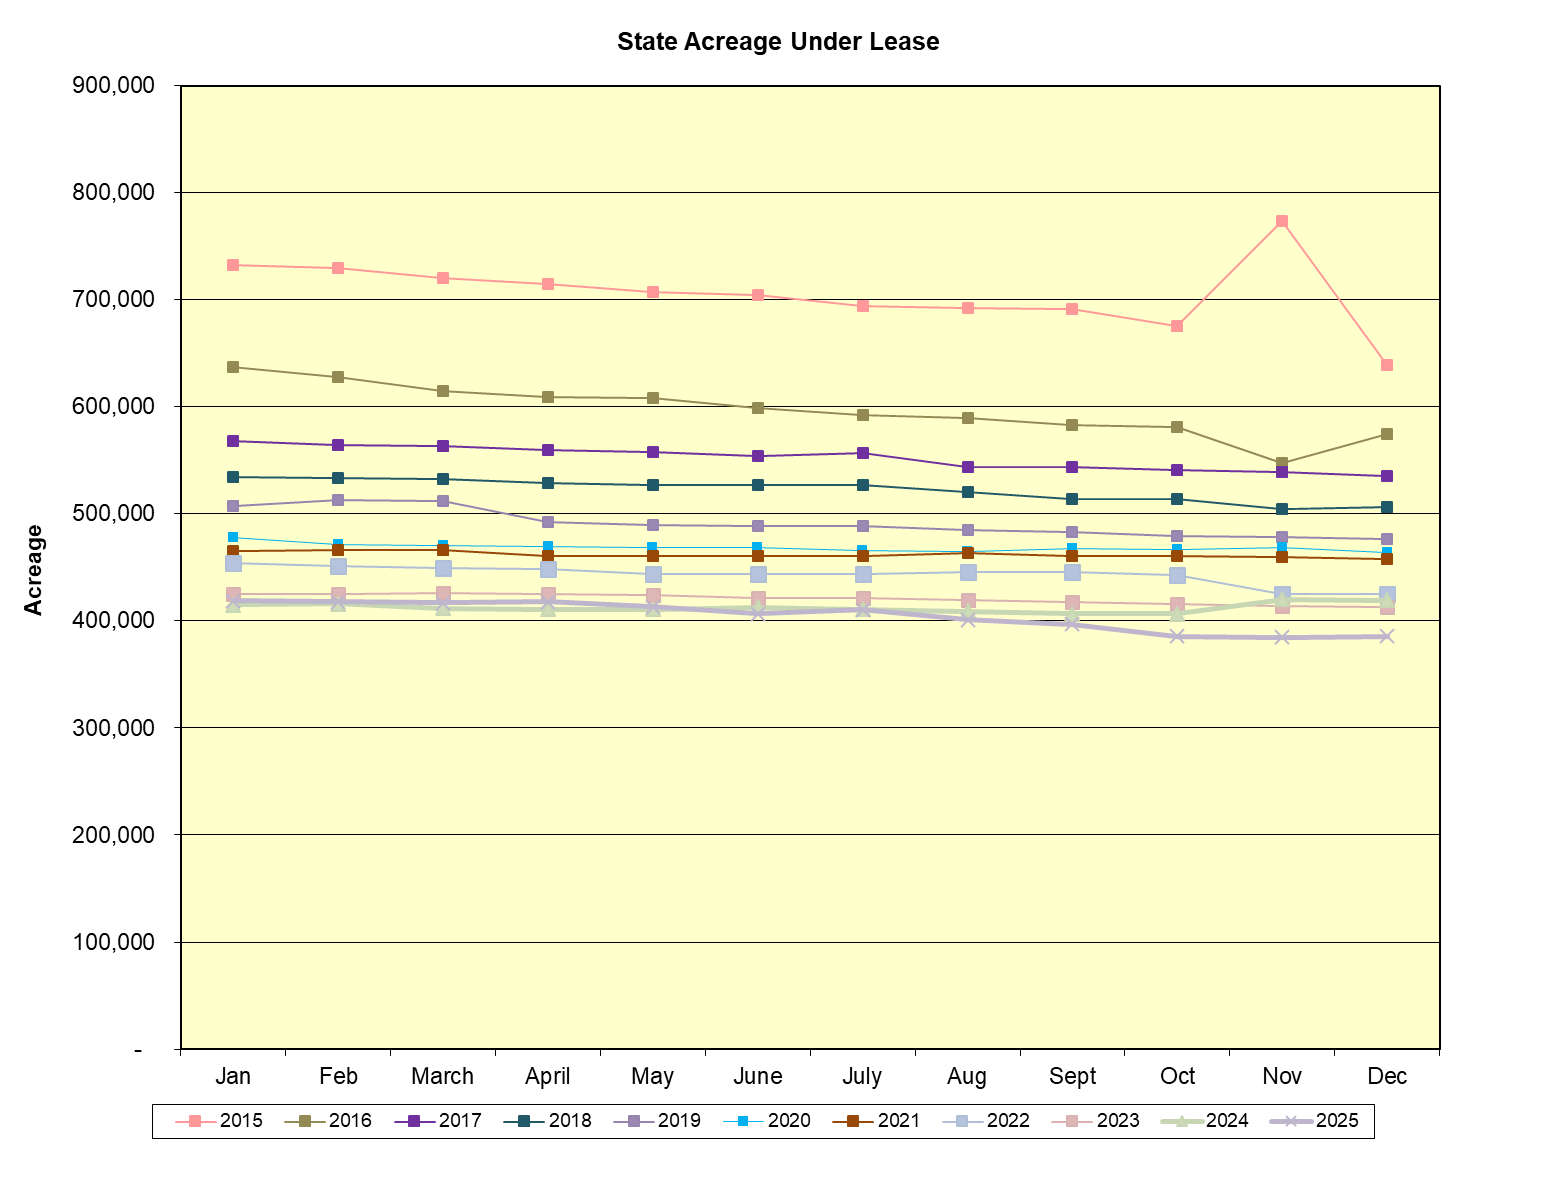 State Acreage Under Lease
900,000
800,000
700,000
600,000
500,000
400,000
300,000
200,000
100,000
-
Acreage
Jan Feb March April May June July Aug Sept Oct Nov Dec
2015 2016 2017 2018 2019 2020 2021 2022 2023 2024 2025